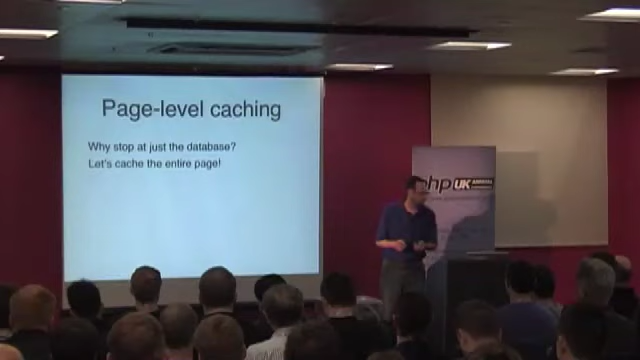 Page-level caching
Why stop at just the database?
Let's cache the entire page!
php UK